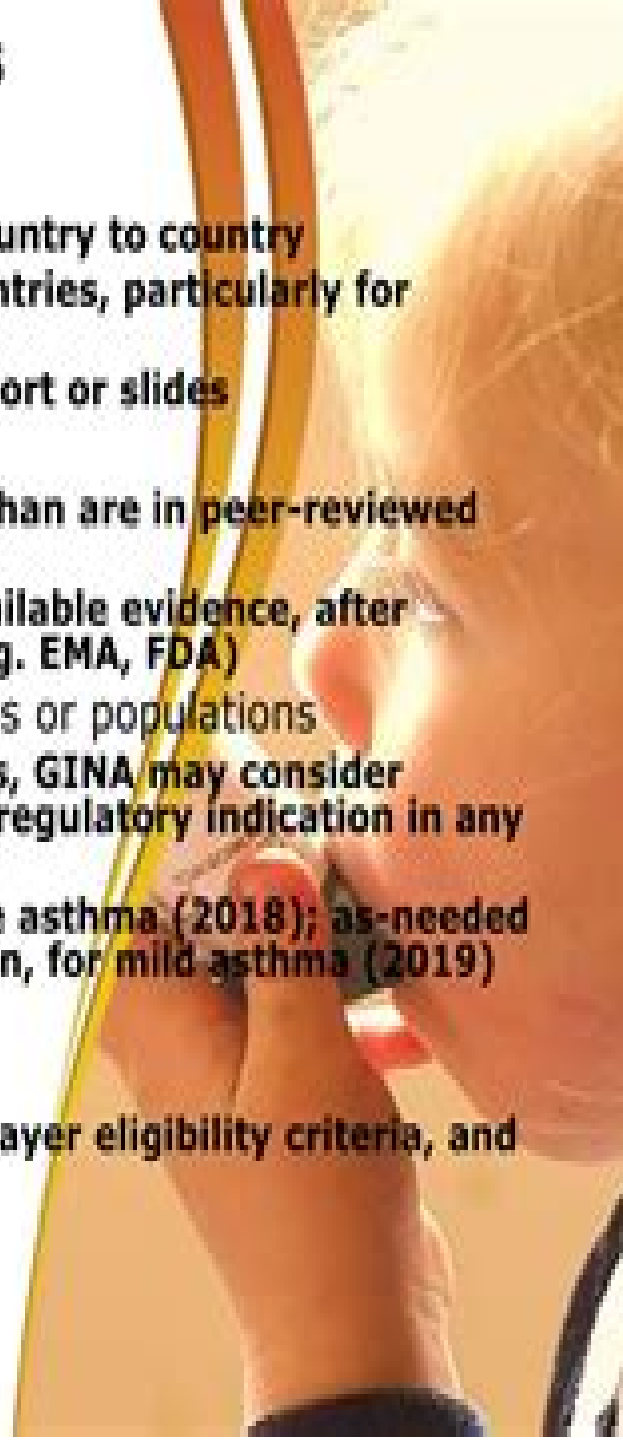 s
untry to country
ntries, particularly for
ort or slides
han are in peer-reviewed
ilable evidence, after
g. EMA, FDA)
s or populations
s, GINA may consider
regulatory indication in any
e asthma (2018); as-needed
n, for mild asthma (2019)
ayer eligibility criteria, and